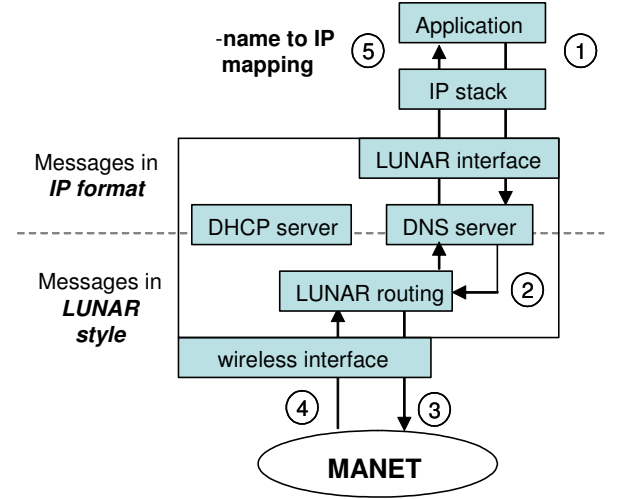 Application
-name to IP
mapping
5
1
IP stack
Messages in
IP format
LUNAR interface
DHCP server
DNS server
Messages in
LUNAR
style
LUNAR routing
2
wireless interface
4
3
MANET